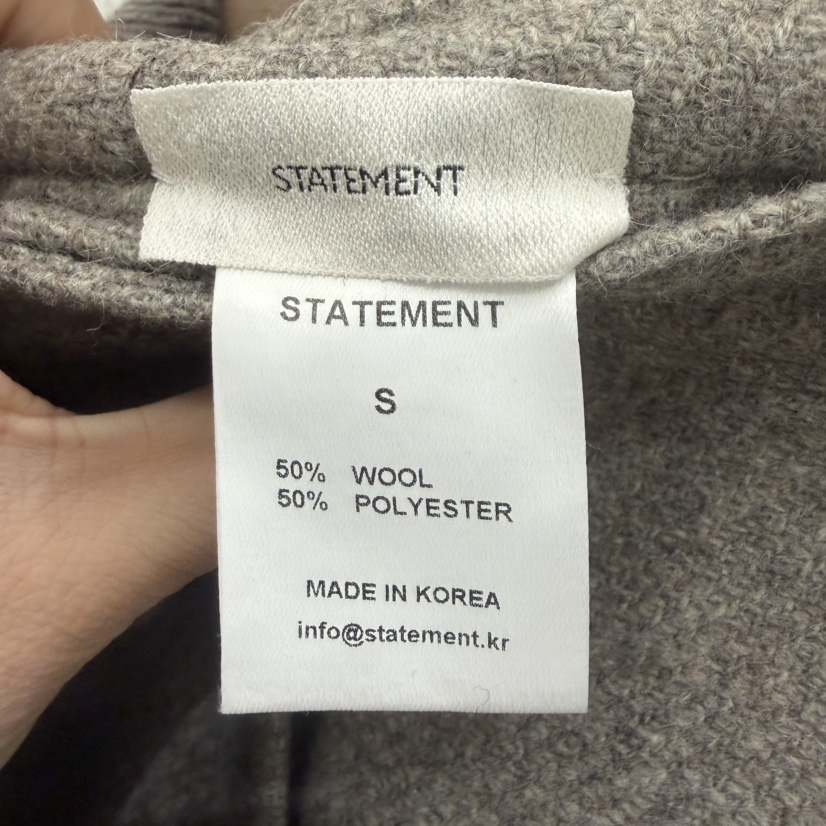 STATEMENT
STATEMENT
S
50% WOOL
50% POLYESTER
MADE IN KOREA
info@statement.kr